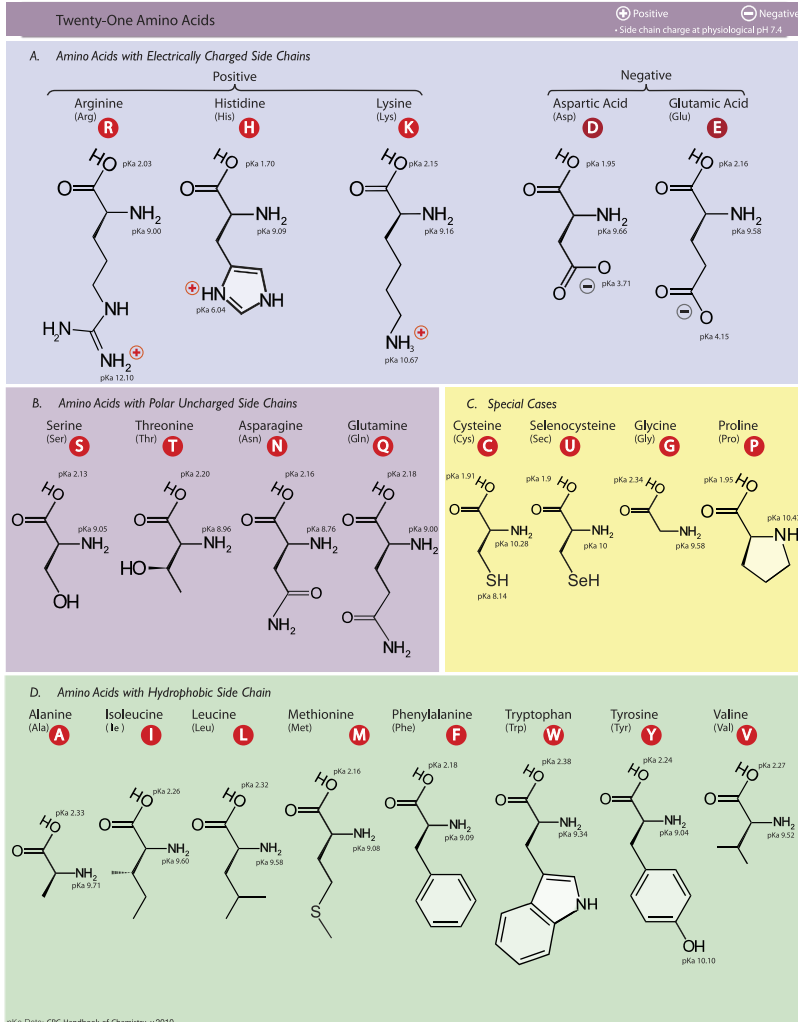 Twenty-One Amino Acids
+ Positive - Negative
• Side chain charge at physiological pH 7.4
A. Amino Acids with Electrically Charged Side Chains
Positive
Negative
Arginine
(Arg) R
pKa 2.03
HO
O
NH2
pKa 9.00
NH
H2N
NH2 +
pKa 12.10
Histidine
(His) H
pKa 1.70
HO
O
NH2
pKa 9.09
+ HN
NH
pKa 6.04
Lysine
(Lys) K
pKa 2.15
HO
O
NH2
pKa 9.16
NH3 +
pKa 10.67
Aspartic Acid
(Asp) D
pKa 1.95
HO
O
NH2
pKa 9.66
O
O -
pKa 3.71
Glutamic Acid
(Glu) E
pKa 2.16
HO
O
NH2
pKa 9.58
O
- O
pKa 4.15
B. Amino Acids with Polar Uncharged Side Chains
Serine
(Ser) S
pKa 2.13
HO
O
pKa 9.05
NH2
OH
Threonine
(Thr) T
pKa 2.20
HO
O
pKa 8.96
NH2
HO
Asparagine
(Asn) N
pKa 2.16
HO
O
pKa 8.76
NH2
O
NH2
Glutamine
(Gln) Q
pKa 2.18
HO
O
pKa 9.00
NH2
O
NH2
C. Special Cases
Cysteine
(Cys) C
pKa 1.91
HO
O
NH2
pKa 10.28
SH
pKa 8.14
Selenocysteine
(Sec) U
pKa 1.9
HO
O
NH2
pKa 10
SeH
Glycine
(Gly) G
pKa 2.34
HO
O
NH2
pKa 9.58
Proline
(Pro) P
pKa 1.95
HO
O
pKa 10.47
NH
D. Amino Acids with Hydrophobic Side Chain
Alanine
(Ala) A
pKa 2.33
HO
O
NH2
pKa 9.71
Isoleucine
(Ile) I
pKa 2.26
HO
O
NH2
pKa 9.60
Leucine
(Leu) L
pKa 2.32
HO
O
NH2
pKa 9.58
Methionine
(Met) M
pKa 2.16
HO
O
NH2
pKa 9.08
S
Phenylalanine
(Phe) F
pKa 2.18
HO
O
NH2
pKa 9.09
Tryptophan
(Trp) W
pKa 2.38
HO
O
NH2
pKa 9.34
NH
Tyrosine
(Tyr) Y
pKa 2.24
HO
O
NH2
pKa 9.04
OH
pKa 10.10
Valine
(Val) V
pKa 2.27
HO
O
NH2
pKa 9.52
pKa Data: CRC Handbook of Chemistry, v.2010